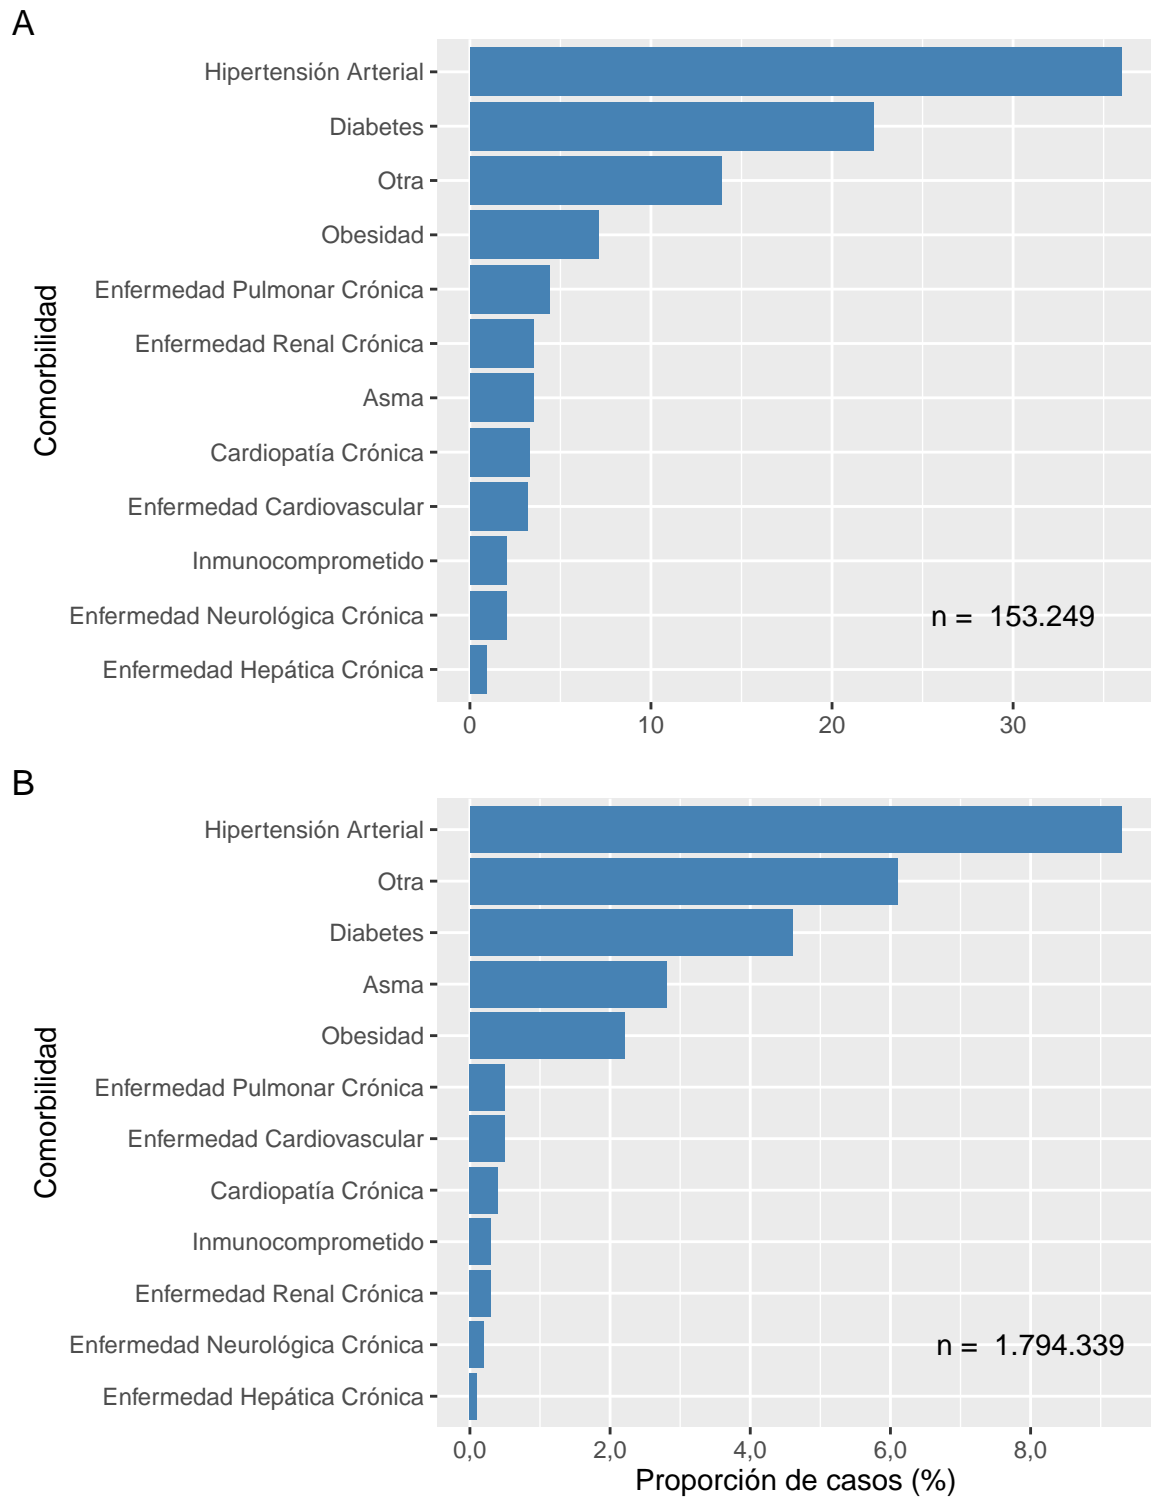 A
Hipertensión Arterial
Diabetes
Otra
Obesidad
Enfermedad Pulmonar Crónica
Enfermedad Renal Crónica
Asma
Cardiopatía Crónica
Enfermedad Cardiovascular
Inmunocomprometido
Enfermedad Neurológica Crónica
Enfermedad Hepática Crónica
Comorbilidad
n = 153.249
0 10 20 30
B
Hipertensión Arterial
Otra
Diabetes
Asma
Obesidad
Enfermedad Pulmonar Crónica
Enfermedad Cardiovascular
Cardiopatía Crónica
Inmunocomprometido
Enfermedad Renal Crónica
Enfermedad Neurológica Crónica
Enfermedad Hepática Crónica
Comorbilidad
n = 1.794.339
0,0 2,0 4,0 6,0 8,0
Proporción de casos (%)